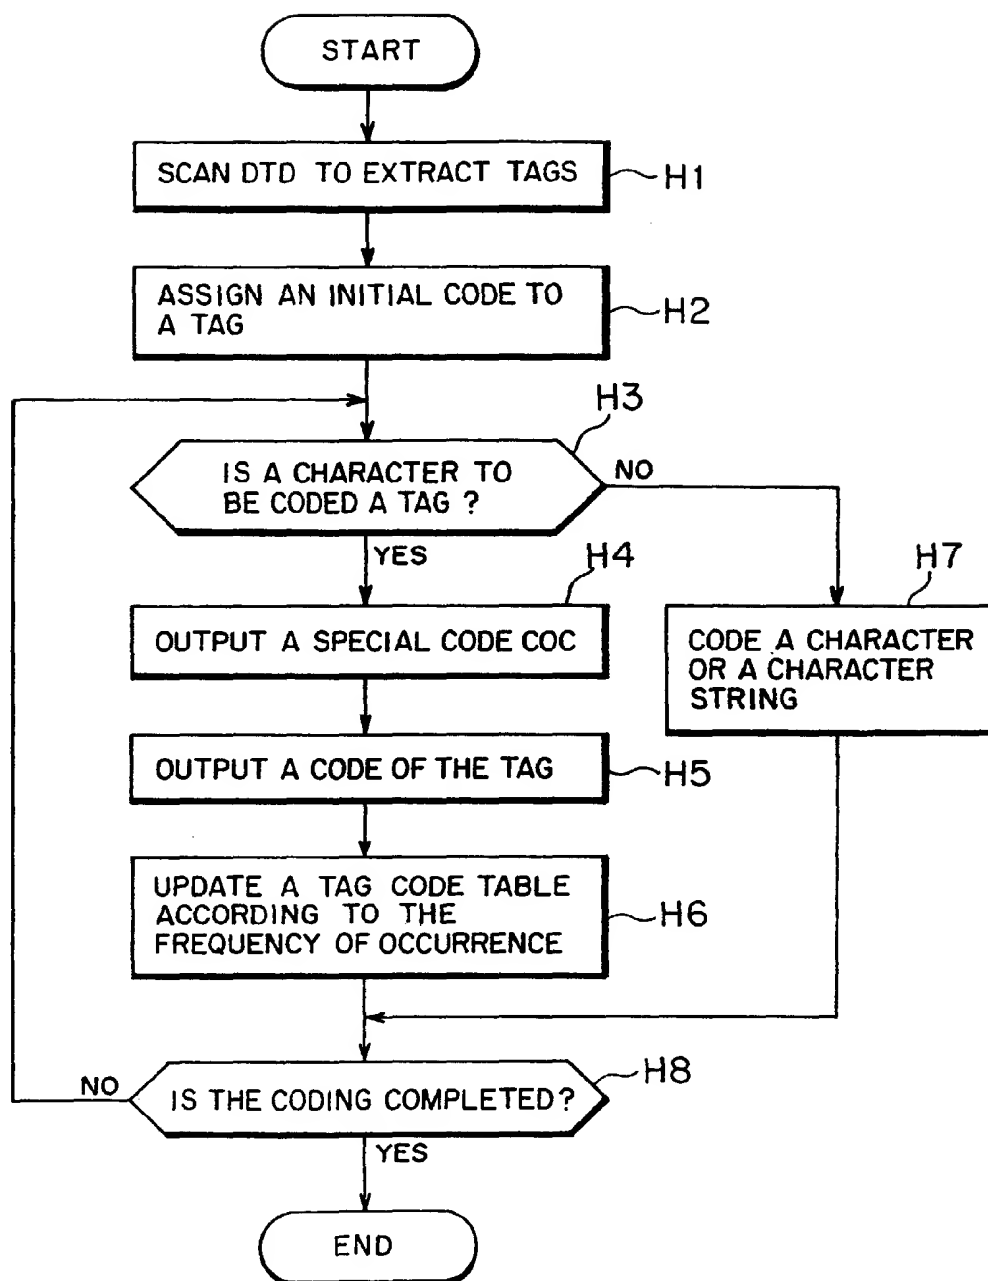 START
SCAN DTD TO EXTRACT TAGS
H1
ASSIGN AN INITIAL CODE TO
A TAG
H2
H3
IS A CHARACTER TO
BE CODED A TAG ?
NO
YES
H4
OUTPUT A SPECIAL CODE COC
H7
CODE A CHARACTER
OR A CHARACTER
STRING
OUTPUT A CODE OF THE TAG
H5
UPDATE A TAG CODE TABLE
ACCORDING TO THE
FREQUENCY OF OCCURRENCE
H6
H8
NO
IS THE CODING COMPLETED?
YES
END